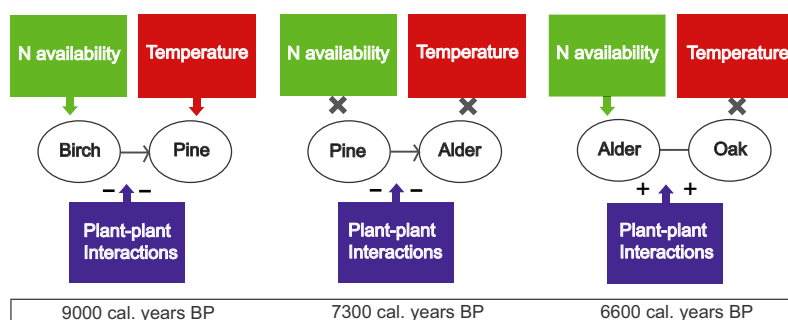 N availability Temperature N availability Temperature N availability Temperature
Birch Pine Pine Alder Alder Oak
– – – – + +
Plant-plant Plant-plant Plant-plant
Interactions Interactions Interactions
9000 cal. years BP 7300 cal. years BP 6600 cal. years BP